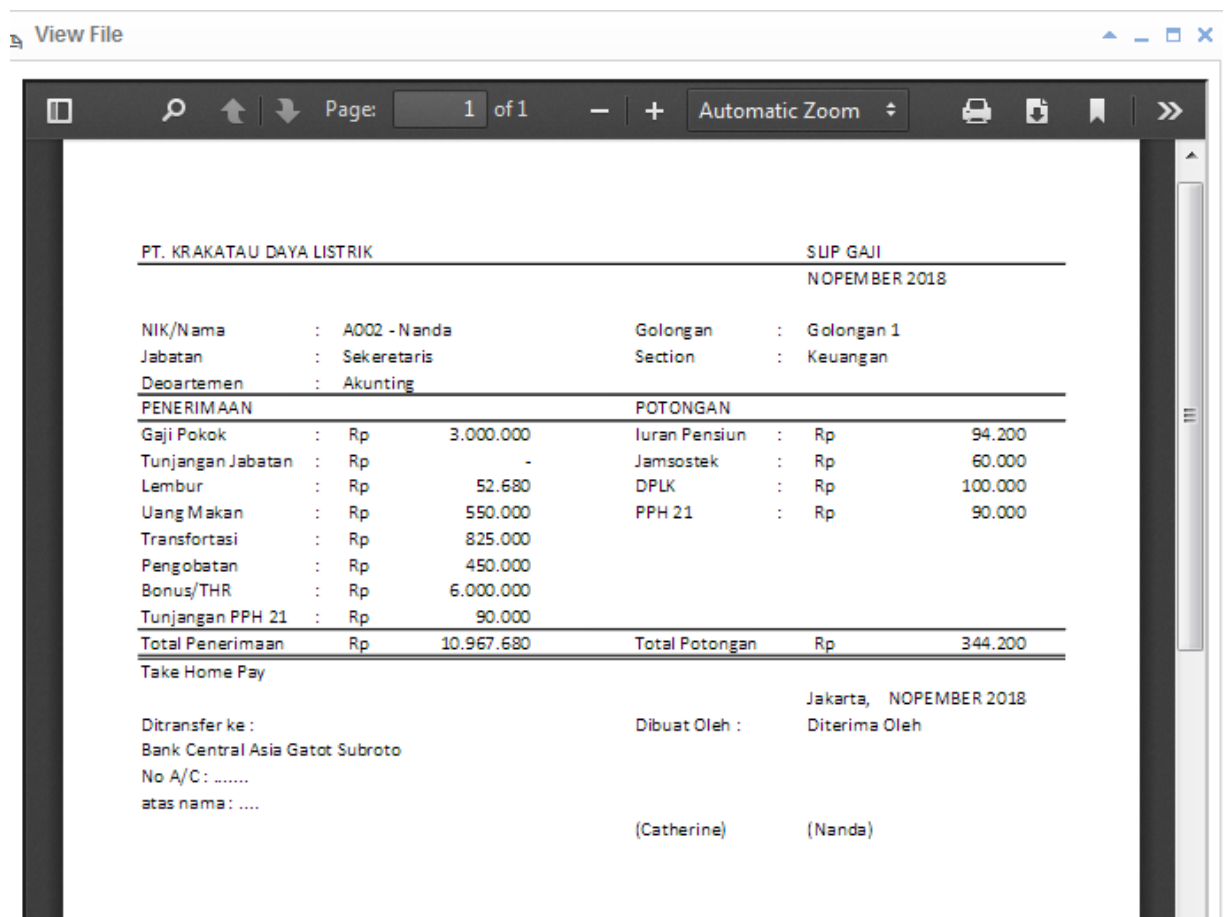 View File
Page: 1 of 1 Automatic Zoom
PT. KRAKATAU DAYA LISTRIK SLIP GAJI
NOPEMBER 2018
NIK/Nama : A002 - Nanda Golongan : Golongan 1
Jabatan : Sekeretaris Section : Keuangan
Departemen : Akunting
PENERIMAAN POTONGAN
Gaji Pokok : Rp 3.000.000 Iuran Pensiun : Rp 94.200
Tunjangan Jabatan : Rp - Jamsostek : Rp 60.000
Lembur : Rp 52.680 DPLK : Rp 100.000
Uang Makan : Rp 550.000 PPH 21 : Rp 90.000
Transfortasi : Rp 825.000
Pengobatan : Rp 450.000
Bonus/THR : Rp 6.000.000
Tunjangan PPH 21 : Rp 90.000
Total Penerimaan Rp 10.967.680 Total Potongan Rp 344.200
Take Home Pay
Jakarta, NOPEMBER 2018
Ditransfer ke : Dibuat Oleh : Diterima Oleh
Bank Central Asia Gatot Subroto
No A/C : .......
atas nama : ....
(Catherine) (Nanda)